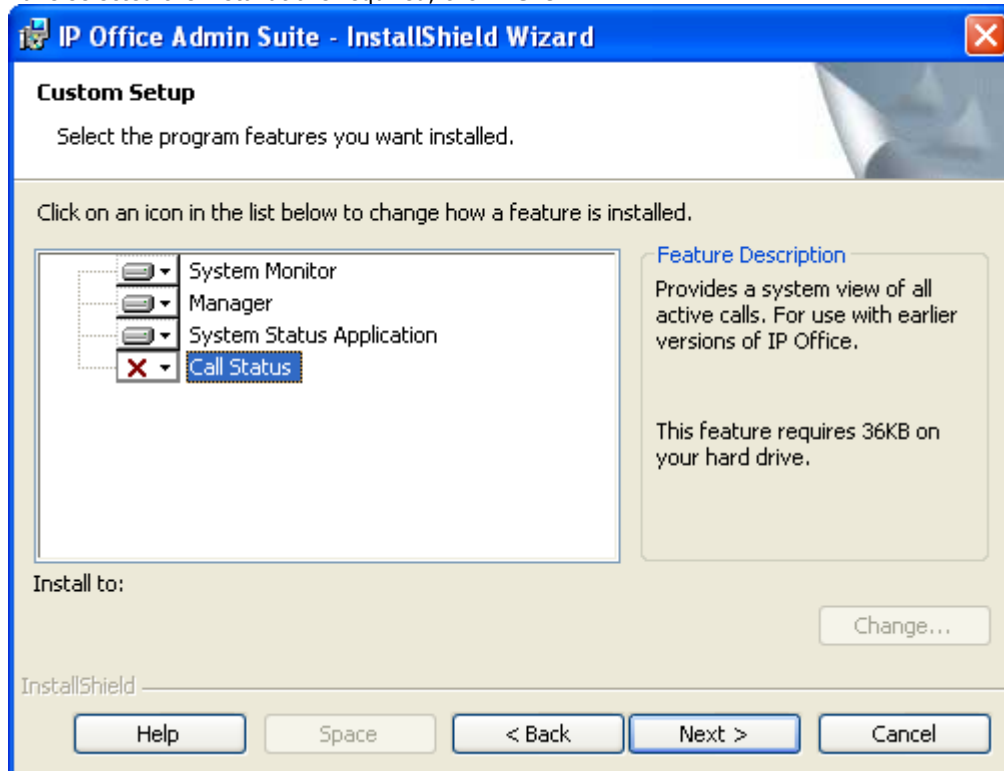 IP Office Admin Suite - InstallShield Wizard
Custom Setup
Select the program features you want installed.
Click on an icon in the list below to change how a feature is installed.
System Monitor
Manager
System Status Application
Call Status
Feature Description
Provides a system view of all
active calls. For use with earlier
versions of IP Office.
This feature requires 36KB on
your hard drive.
Install to:
Change...
InstallShield
Help
Space
< Back
Next >
Cancel